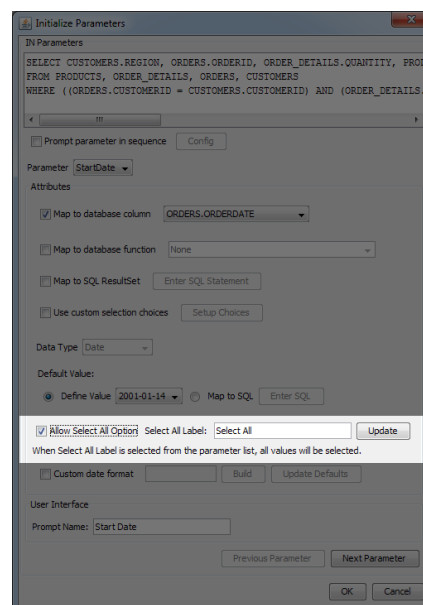 Initialize Parameters
IN Parameters
SELECT CUSTOMERS.REGION, ORDERS.ORDERID, ORDER_DETAILS.QUANTITY, PROD
FROM PRODUCTS, ORDER_DETAILS, ORDERS, CUSTOMERS
WHERE ((ORDERS.CUSTOMERID = CUSTOMERS.CUSTOMERID) AND (ORDER_DETAILS.
Prompt parameter in sequence Config
Parameter StartDate
Attributes
Map to database column ORDERS.ORDERDATE
Map to database function None
Map to SQL ResultSet Enter SQL Statement
Use custom selection choices Setup Choices
Data Type Date
Default Value:
Define Value 2001-01-14 Map to SQL Enter SQL
Allow Select All Option Select All Label: Select All Update
When Select All Label is selected from the parameter list, all values will be selected.
Custom date format Build Update Defaults
User Interface
Prompt Name: Start Date
Previous Parameter Next Parameter
OK Cancel